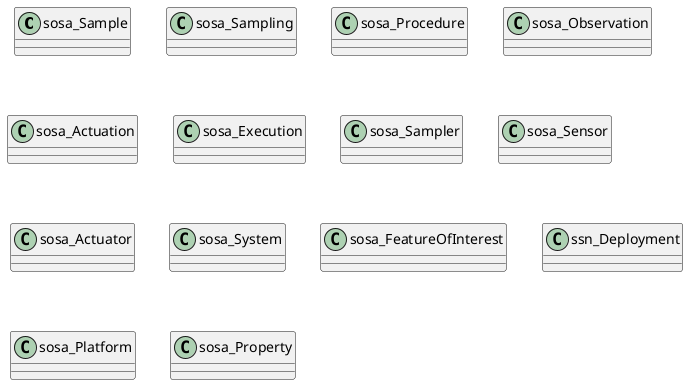 C sosa_Sample C sosa_Sampling C sosa_Procedure C sosa_Observation
C sosa_Actuation C sosa_Execution C sosa_Sampler C sosa_Sensor
C sosa_Actuator C sosa_System C sosa_FeatureOfInterest C ssn_Deployment
C sosa_Platform C sosa_Property